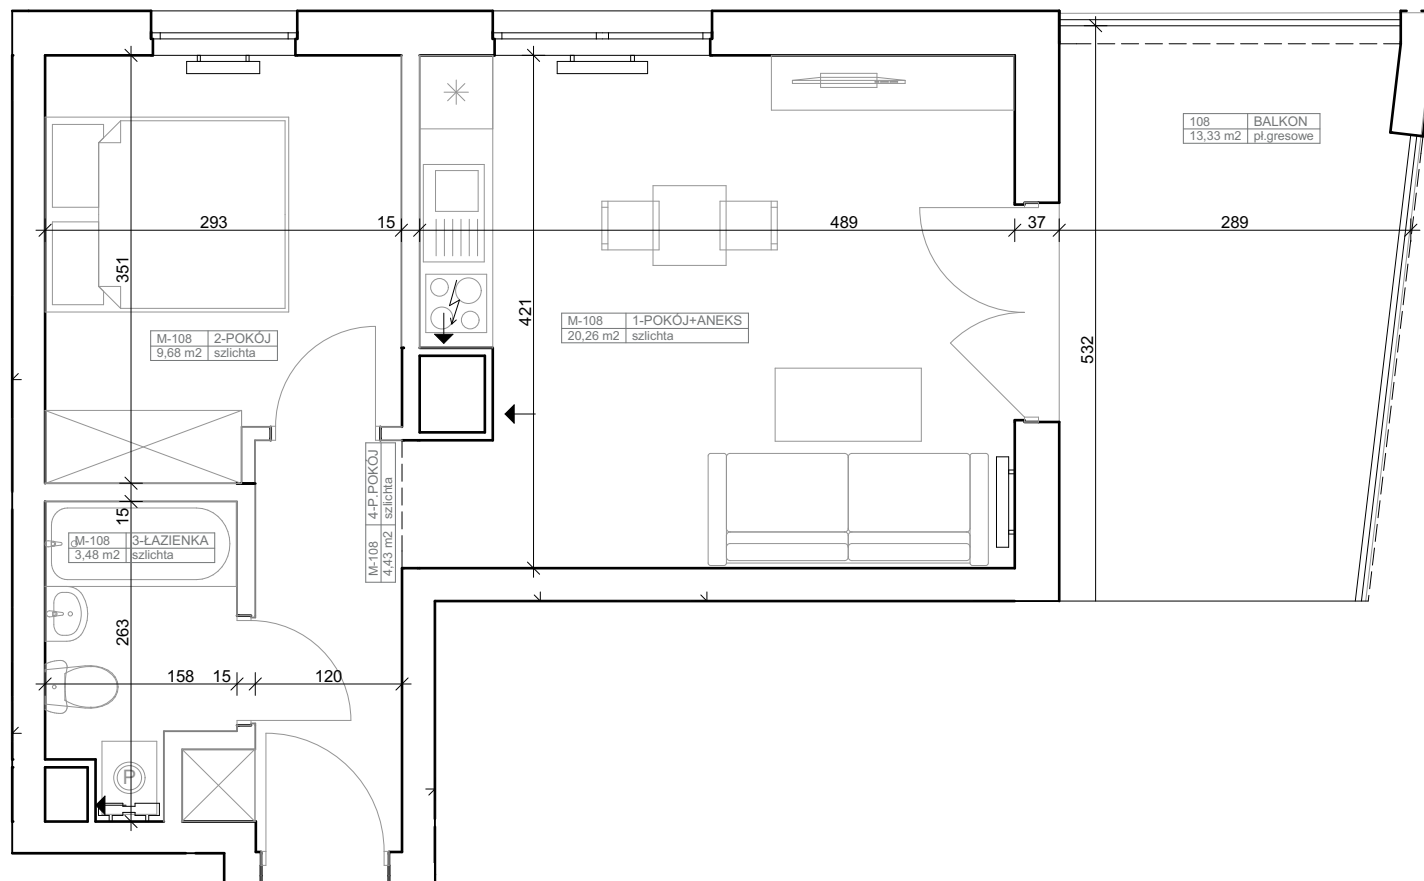 108 BALKON
13,33 m2 pł.gresowe
293
15
489
37
289
351
421
532
M-108 1-POKÓJ+ANEKS
20,26 m2 szlichta
M-108 2-POKÓJ
9,68 m2 szlichta
M-108 4-P.POKÓJ
4,43 m2 szlichta
15
M-108 3-ŁAZIENKA
3,48 m2 szlichta
263
158
15
120
P